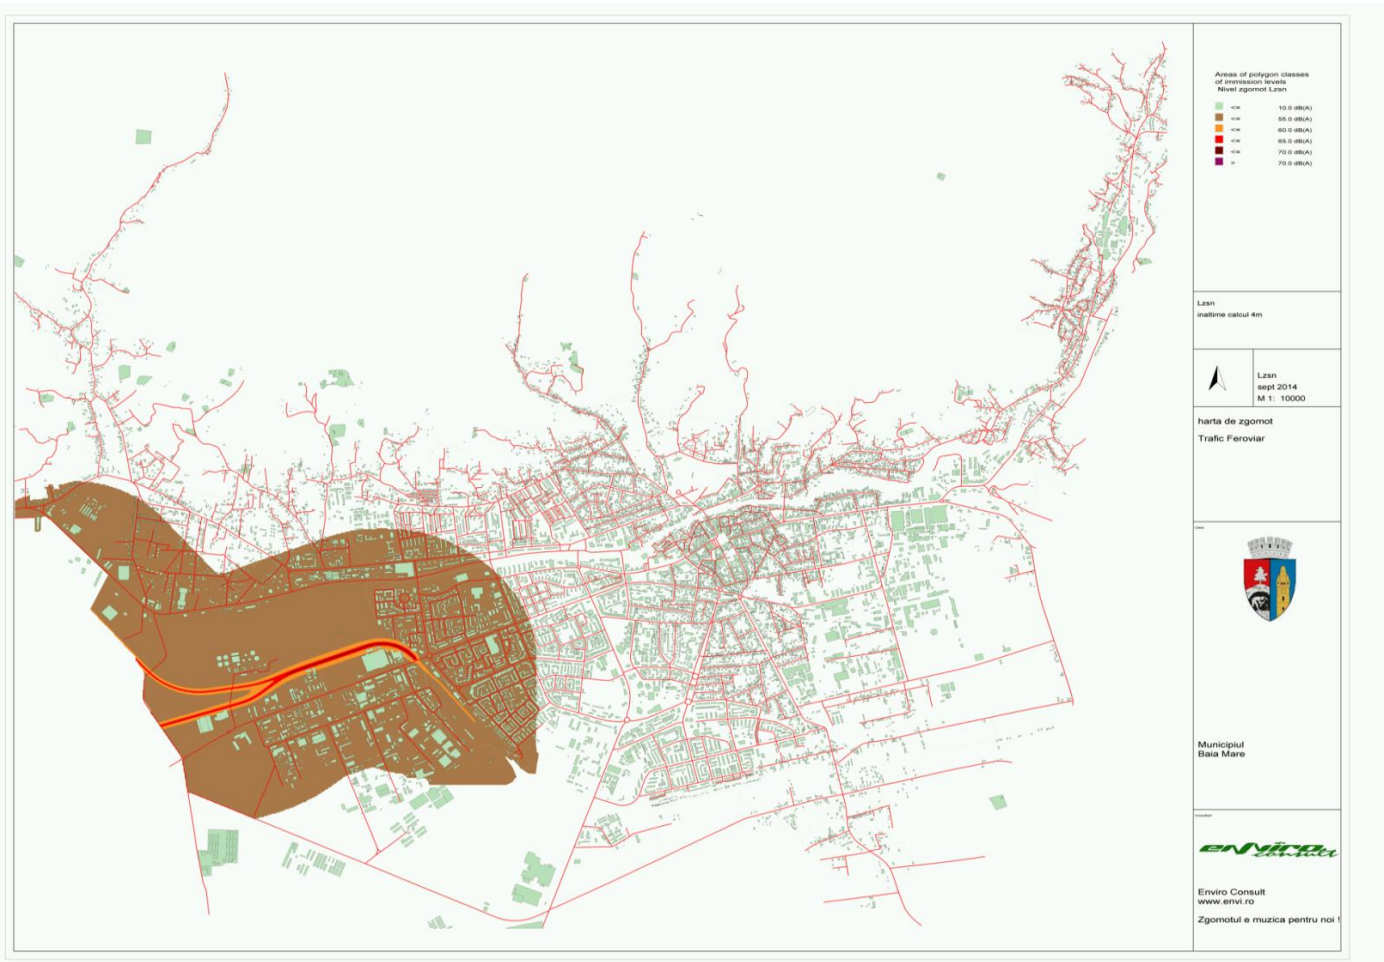 Areas of polygon classes
of immission levels
Nivel zgomot Lzsn
<= 10.0 dB(A)
<= 55.0 dB(A)
<= 60.0 dB(A)
<= 65.0 dB(A)
<= 70.0 dB(A)
> 70.0 dB(A)
Lzsn
inaltime calcul 4m
Lzsn
sept 2014
M 1: 10000
harta de zgomot
Trafic Feroviar
Municipiul
Baia Mare
enviro
consult
Enviro Consult
www.envi.ro
Zgomotul e muzica pentru noi !